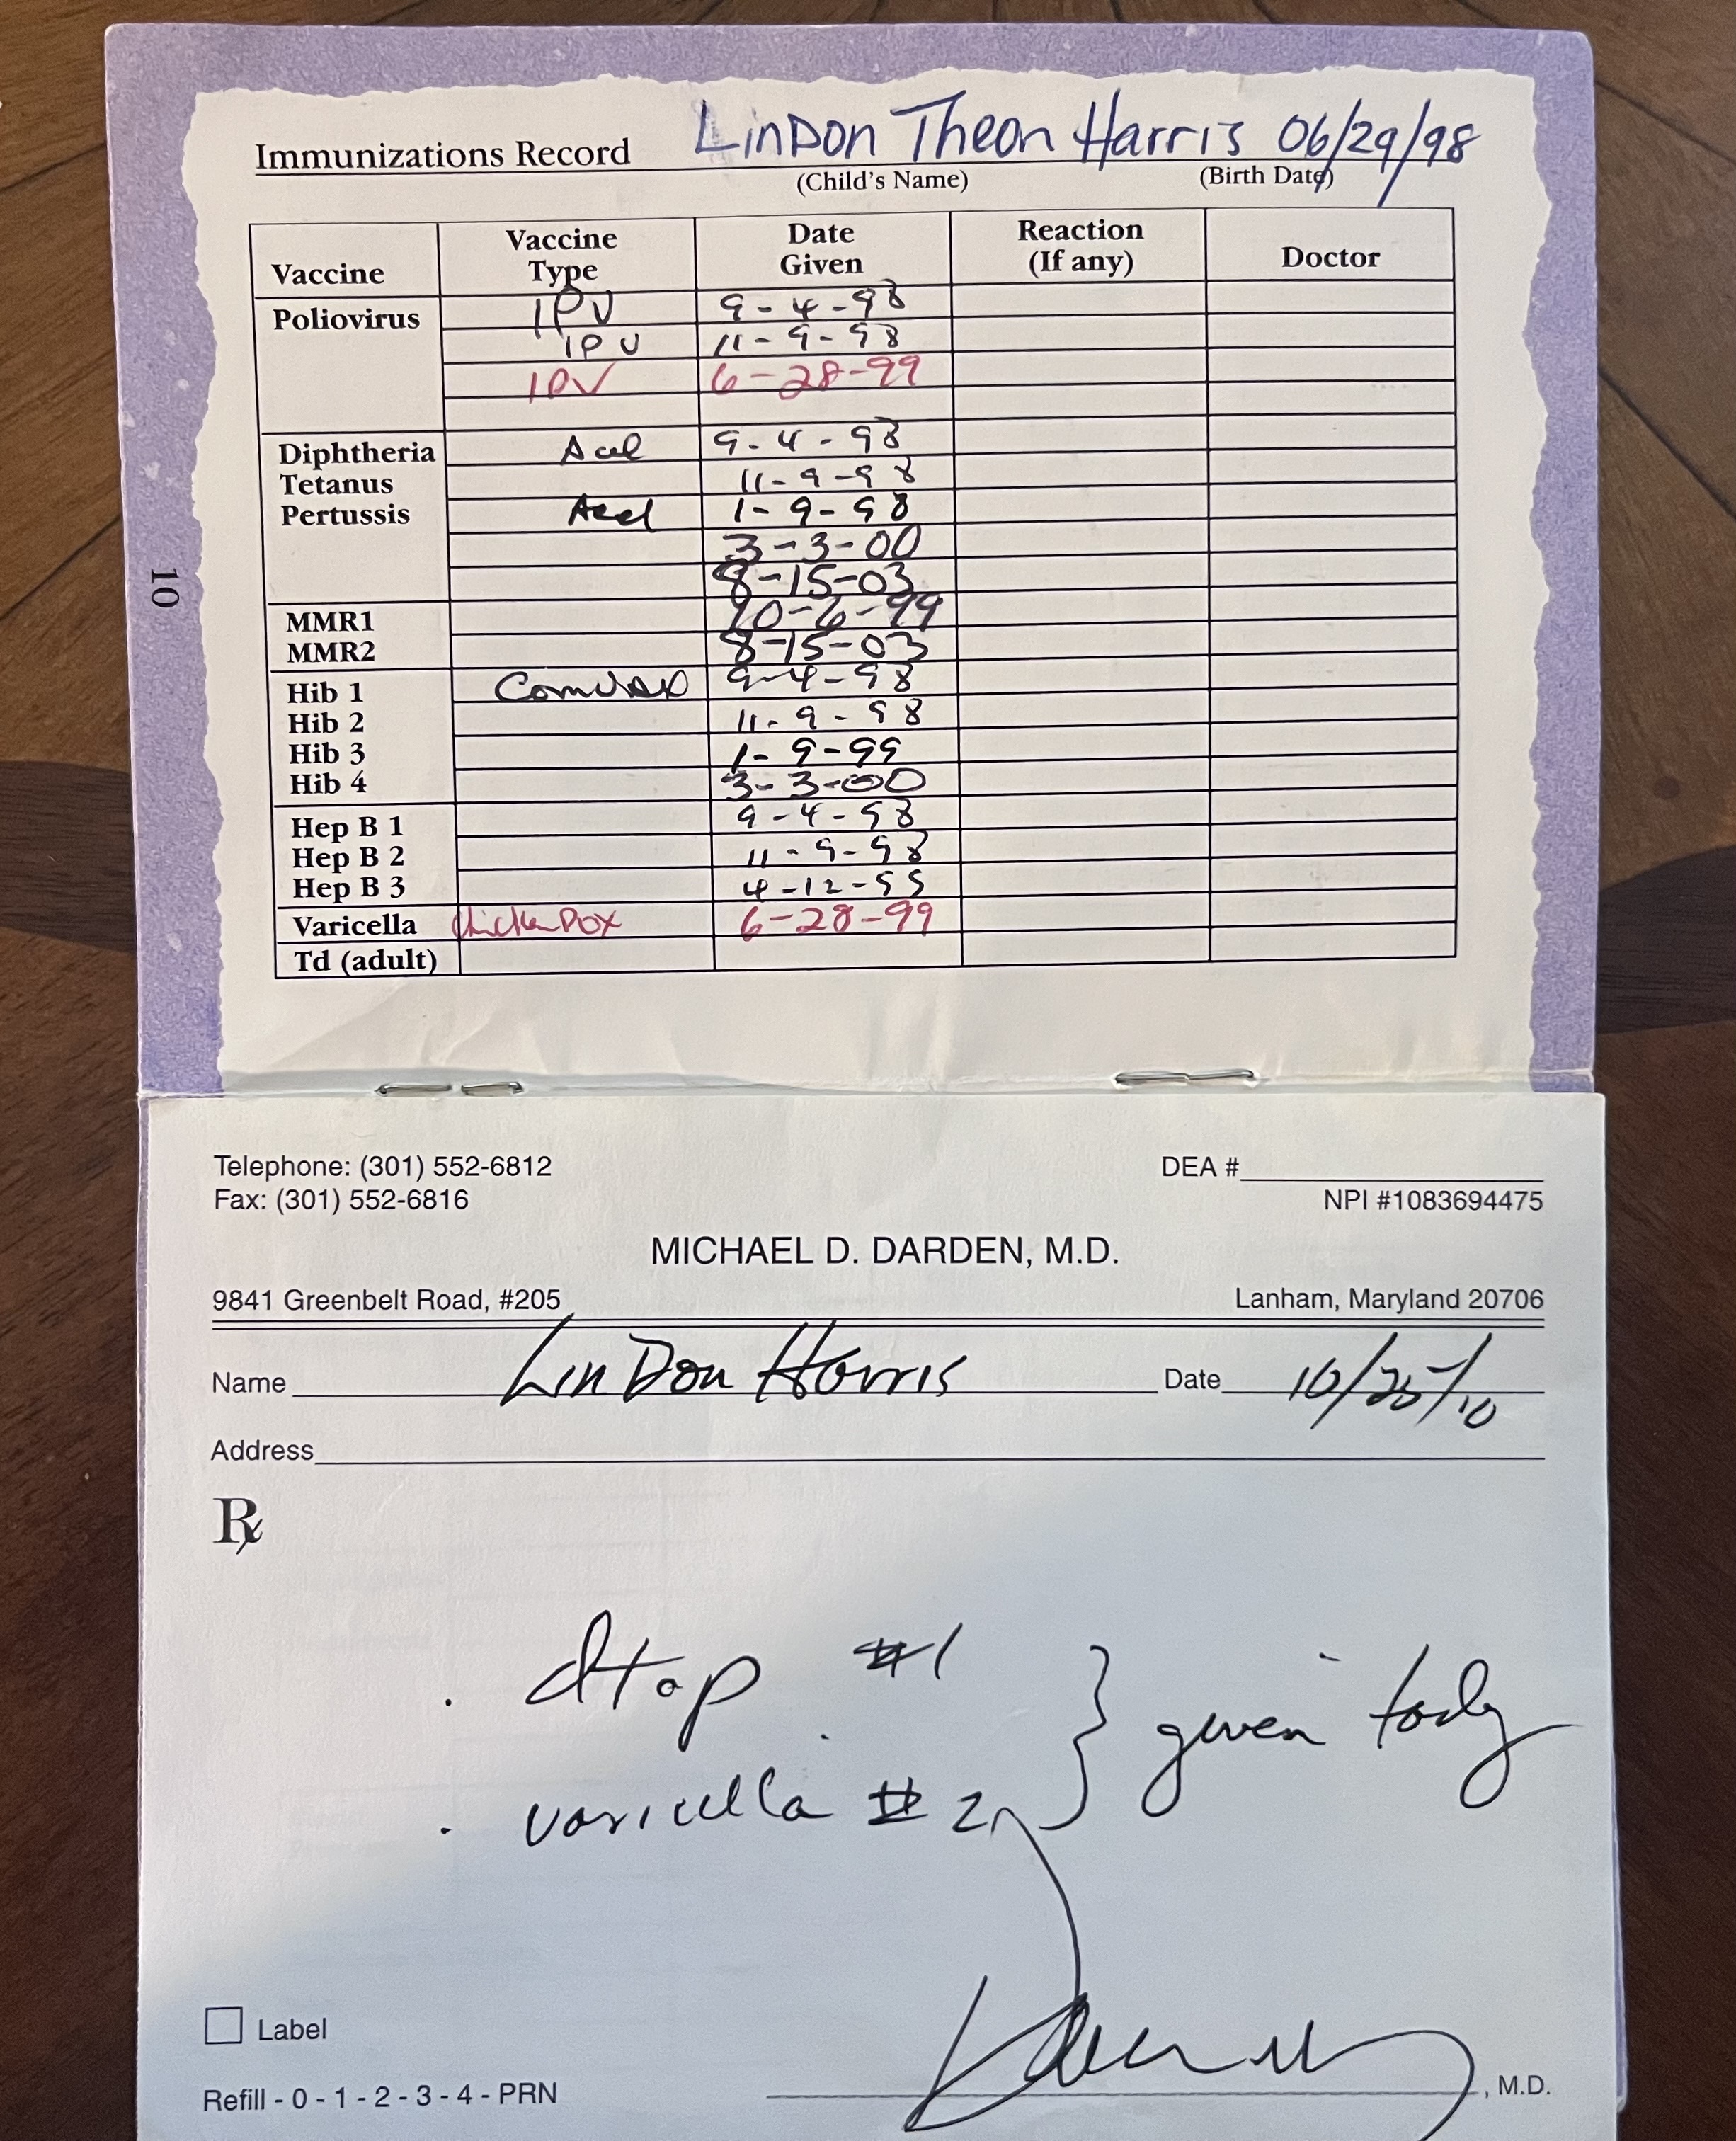 Immunizations Record LinDon Theon Harris 06/29/98
(Child's Name) (Birth Date)
Vaccine Vaccine Type Date Given Reaction (If any) Doctor
Poliovirus IPV 9-4-98
IPV 11-9-98
IPV 6-28-99
Diphtheria Acel 9-4-98
Tetanus 11-9-98
Pertussis Acel 1-9-98
3-3-00
8-15-03
MMR1 10-6-99
MMR2 8-15-03
Hib 1 9-4-98
Hib 2 11-9-98
Hib 3 1-9-99
Hib 4 3-3-00
Hep B 1 9-4-98
Hep B 2 11-9-98
Hep B 3 4-12-99
Varicella Chicken Pox 6-28-99
Td (adult)
10
Telephone: (301) 552-6812 DEA #
Fax: (301) 552-6816 NPI #1083694475
MICHAEL D. DARDEN, M.D.
9841 Greenbelt Road, #205 Lanham, Maryland 20706
Name LinDon Harris Date 10/25/10
Address
Rx
dtap #1
varicella #2 } given today
Label
Refill - 0 - 1 - 2 - 3 - 4 - PRN , M.D.